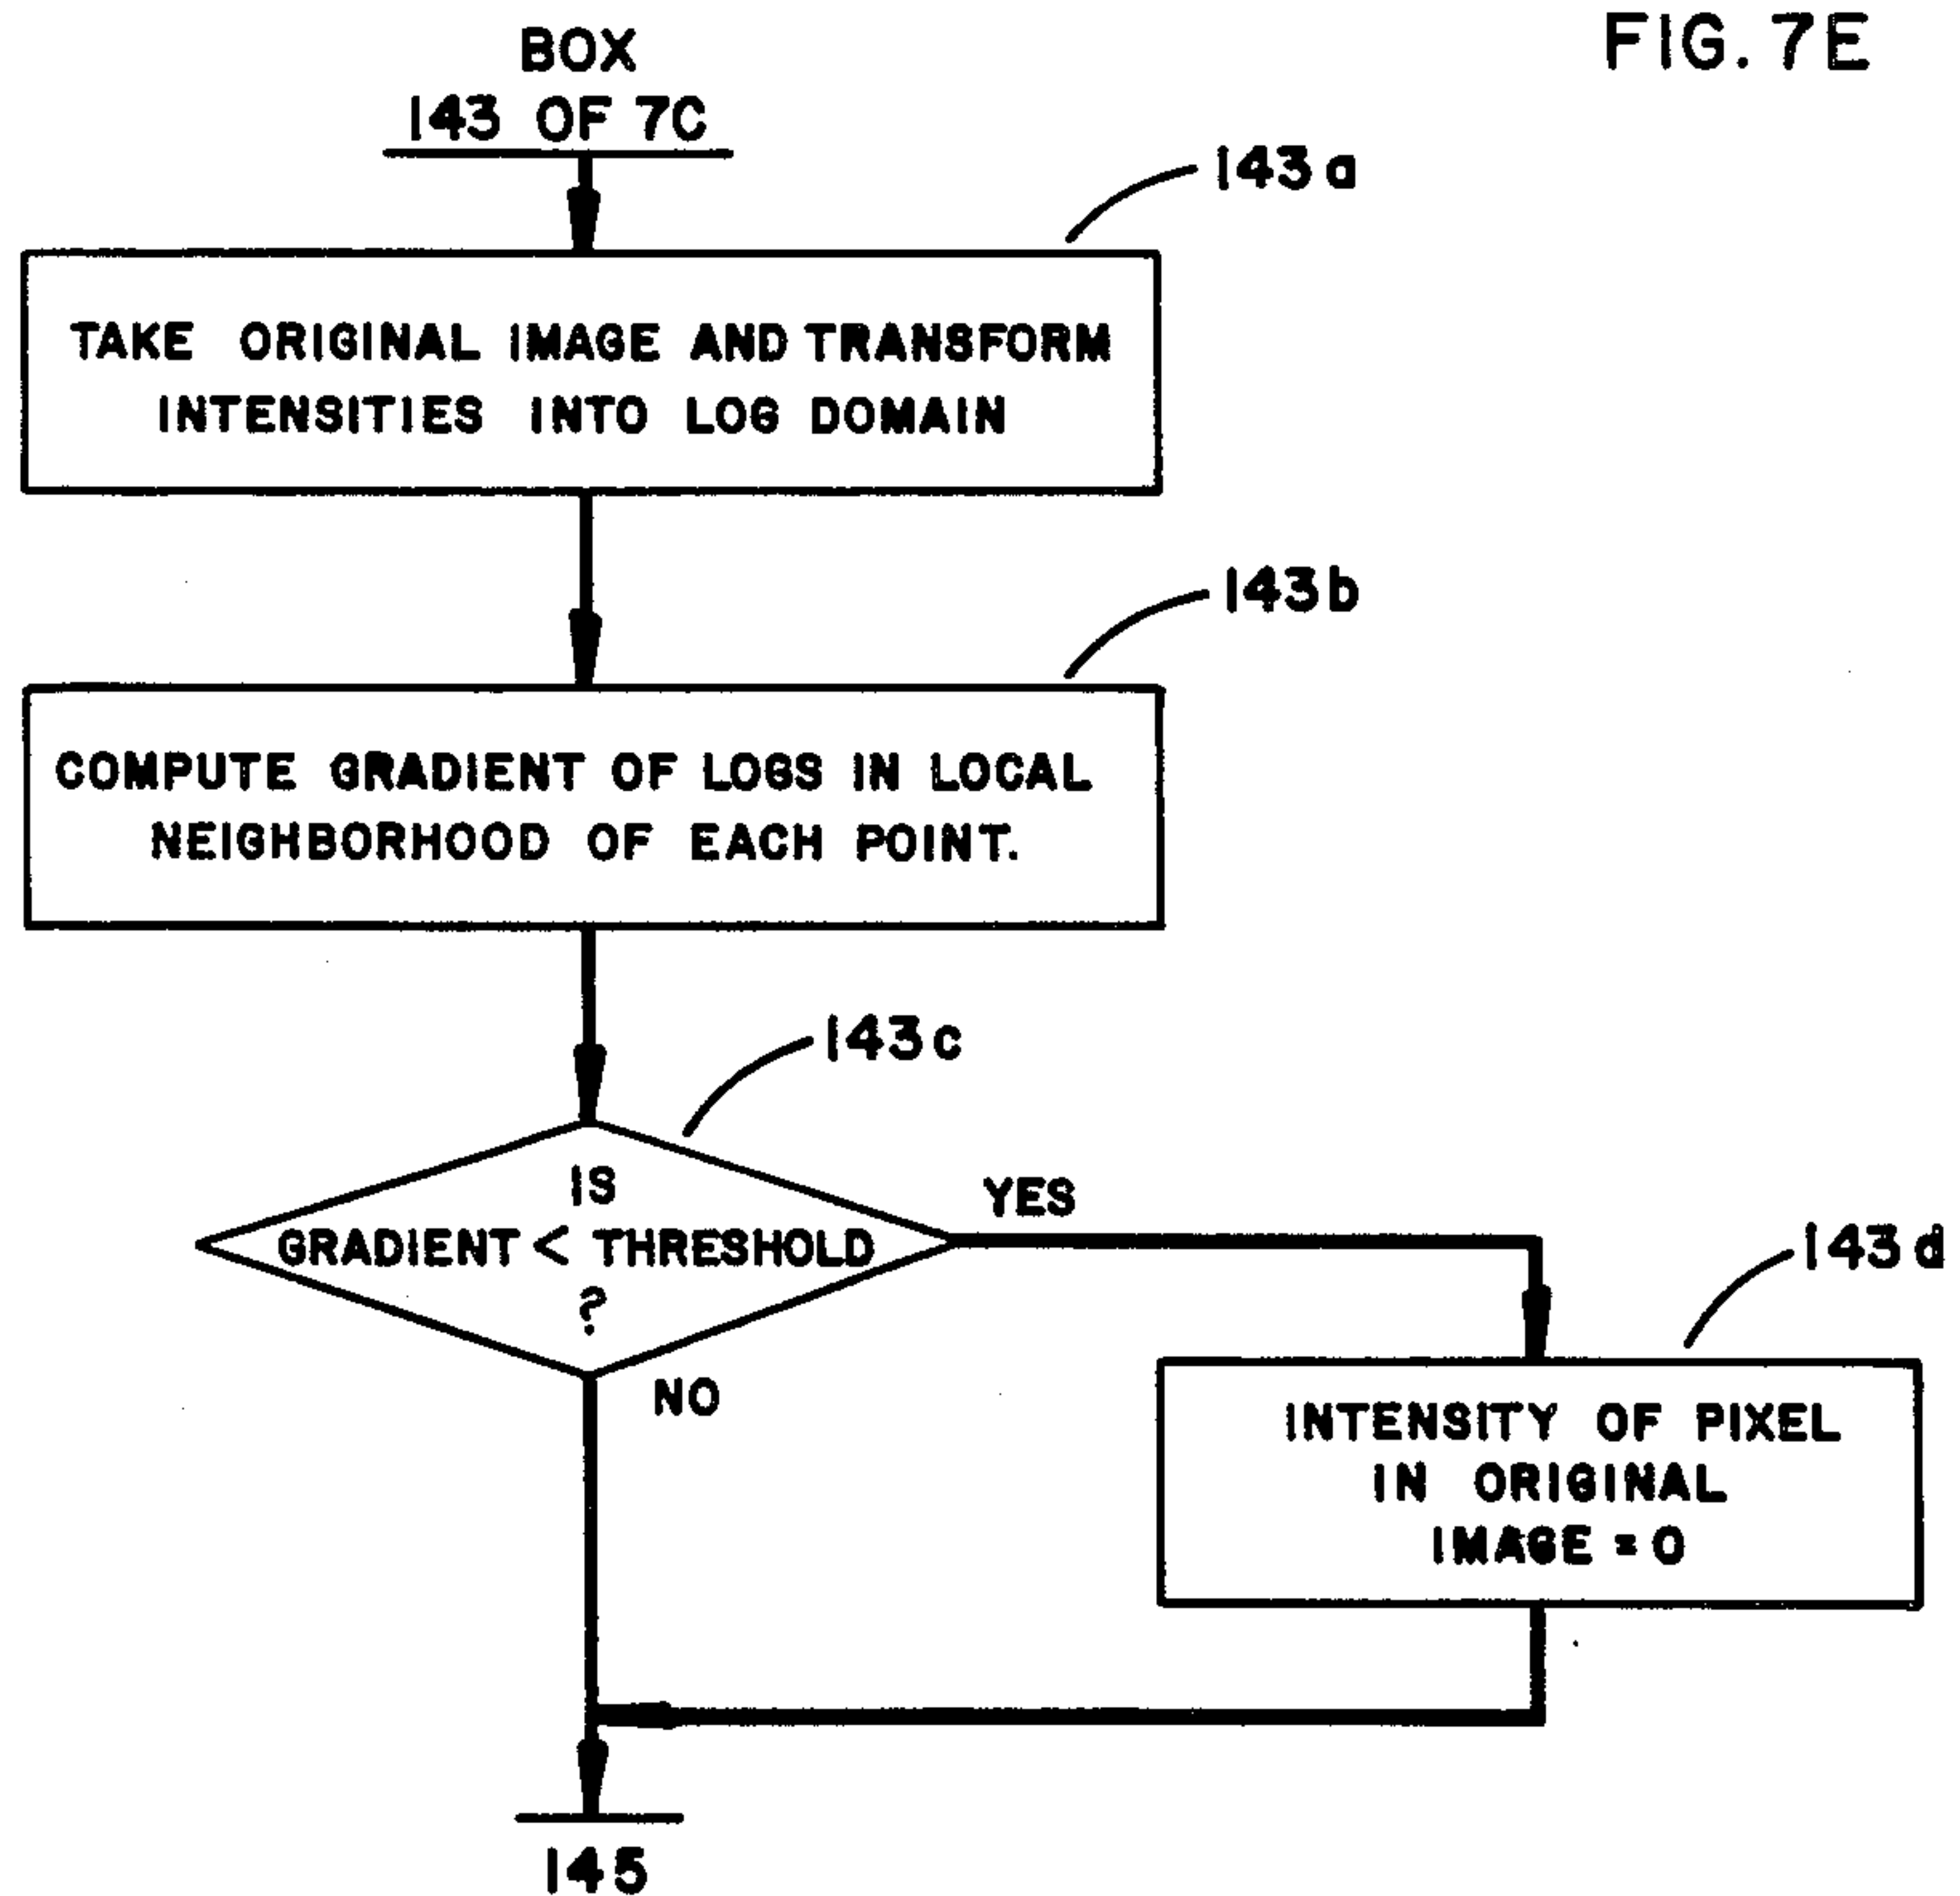 FIG. 7E
BOX
143 OF 7C
143a
TAKE ORIGINAL IMAGE AND TRANSFORM
INTENSITIES INTO LOG DOMAIN
143b
COMPUTE GRADIENT OF LOGS IN LOCAL
NEIGHBORHOOD OF EACH POINT.
143c
IS
GRADIENT < THRESHOLD
?
YES
NO
143d
INTENSITY OF PIXEL
IN ORIGINAL
IMAGE = 0
145